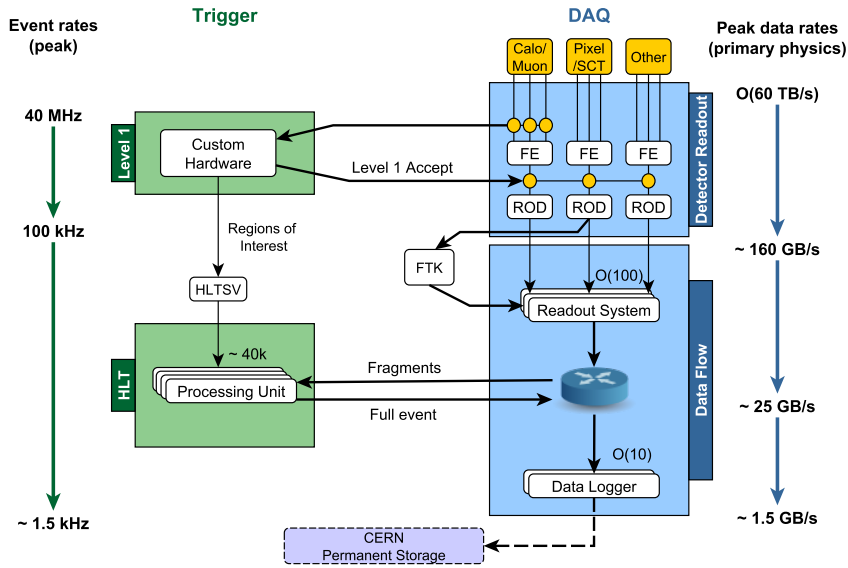 Event rates
(peak)
Trigger
DAQ
Peak data rates
(primary physics)
Calo/
Muon
Pixel
/SCT
Other
O(60 TB/s)
40 MHz
Level 1
Custom
Hardware
FE
FE
FE
Detector Readout
Level 1 Accept
ROD
ROD
ROD
100 kHz
Regions of
Interest
~ 160 GB/s
FTK
O(100)
HLTSV
Readout System
~ 40k
HLT
Processing Unit
Fragments
Full event
Data Flow
~ 25 GB/s
O(10)
Data Logger
~ 1.5 kHz
~ 1.5 GB/s
CERN
Permanent Storage